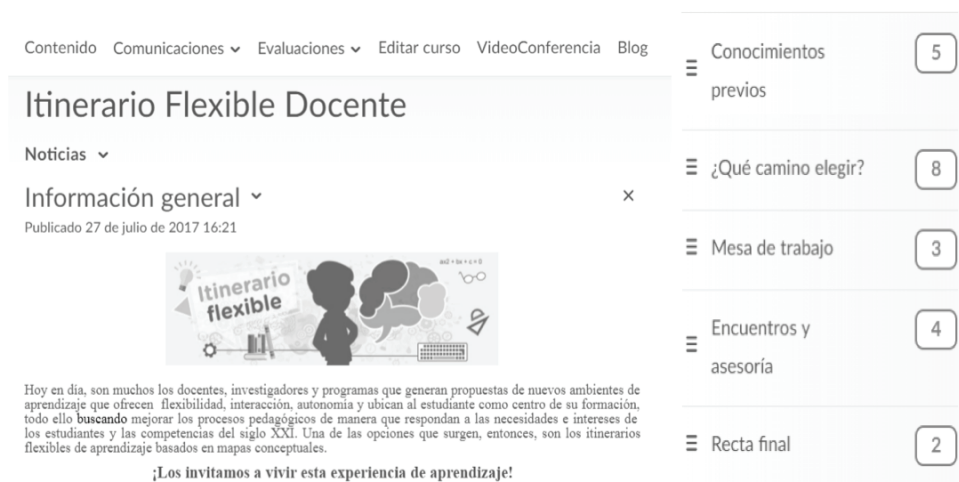 Contenido Comunicaciones Evaluaciones Editar curso VideoConferencia Blog
Itinerario Flexible Docente
Noticias
Información general
Publicado 27 de julio de 2017 16:21
Itinerario
flexible
ax2 + bx + c = 0
Hoy en día, son muchos los docentes, investigadores y programas que generan propuestas de nuevos ambientes de
aprendizaje que ofrecen flexibilidad, interacción, autonomía y ubican al estudiante como centro de su formación,
todo ello buscando mejorar los procesos pedagógicos de manera que respondan a las necesidades e intereses de
los estudiantes y las competencias del siglo XXI. Una de las opciones que surgen, entonces, son los itinerarios
flexibles de aprendizaje basados en mapas conceptuales.
¡Los invitamos a vivir esta experiencia de aprendizaje!
Conocimientos 5
previos
¿Qué camino elegir? 8
Mesa de trabajo 3
Encuentros y 4
asesoría
Recta final 2